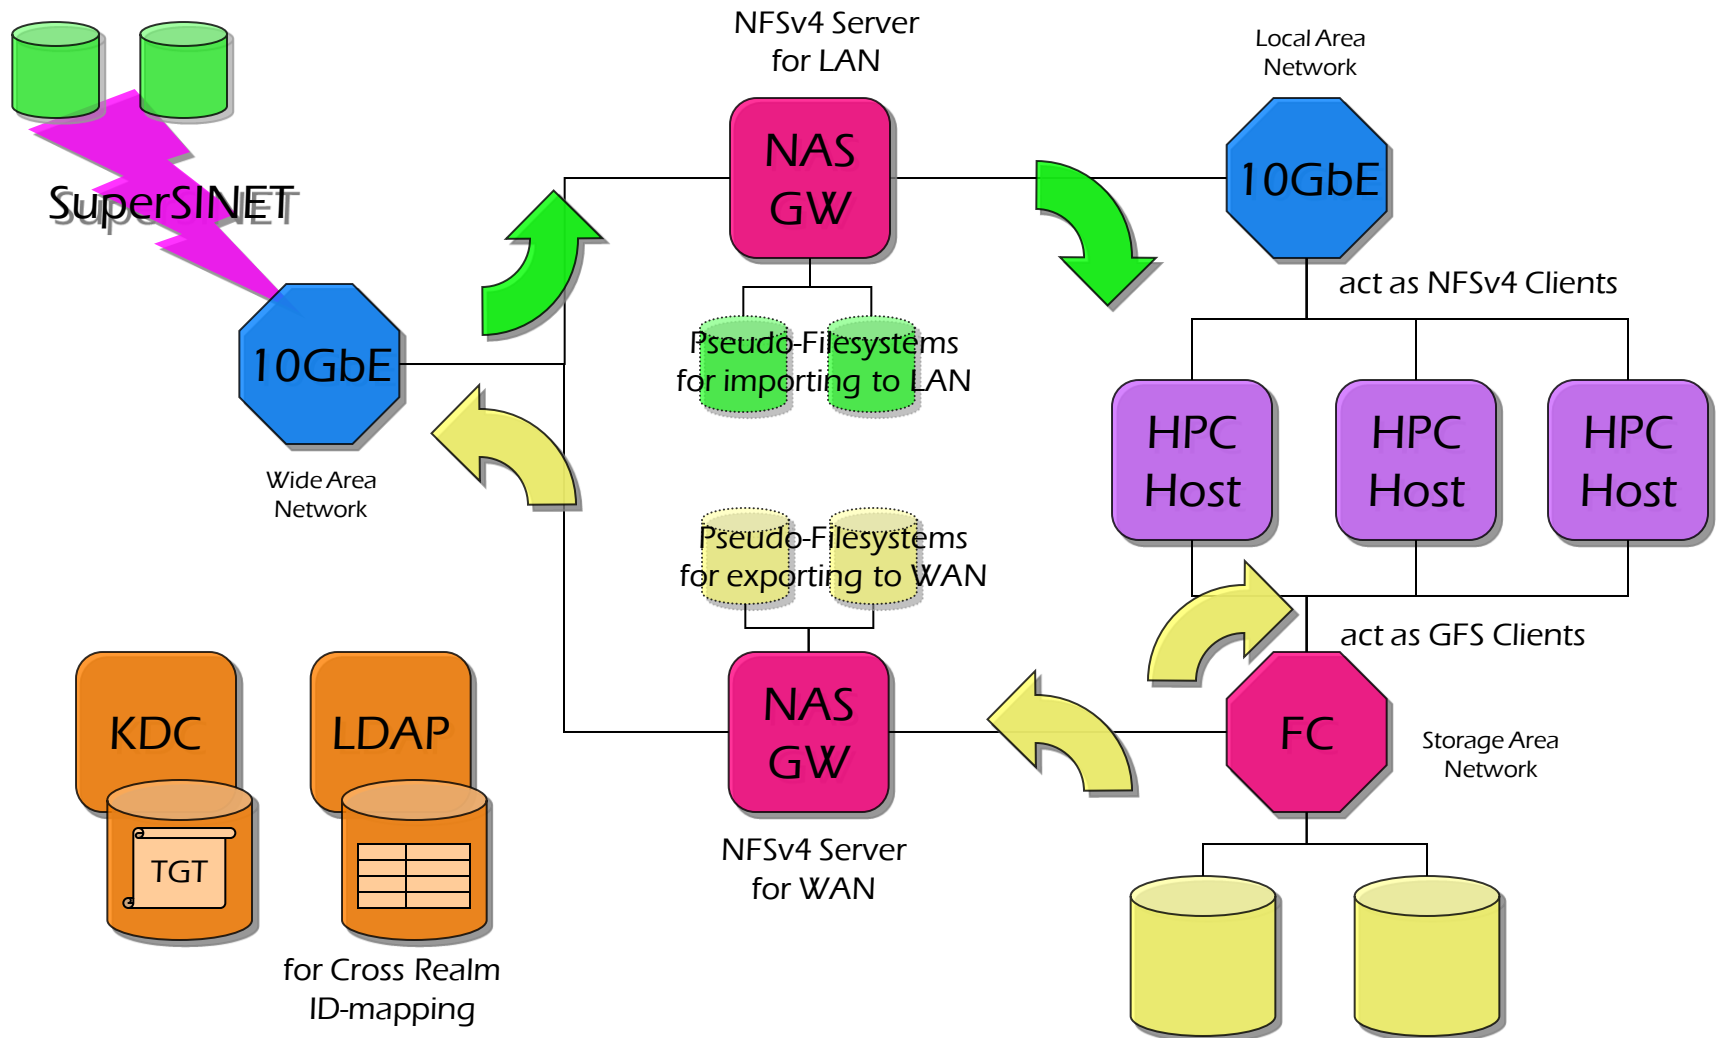 NFSv4 Server
for LAN
Local Area
Network
NAS
GW
10GbE
SuperSINET
act as NFSv4 Clients
10GbE
Pseudo-Filesystems
for importing to LAN
HPC
Host
HPC
Host
HPC
Host
Wide Area
Network
Pseudo-Filesystems
for exporting to WAN
act as GFS Clients
KDC
LDAP
NAS
GW
FC
Storage Area
Network
TGT
NFSv4 Server
for WAN
for Cross Realm
ID-mapping